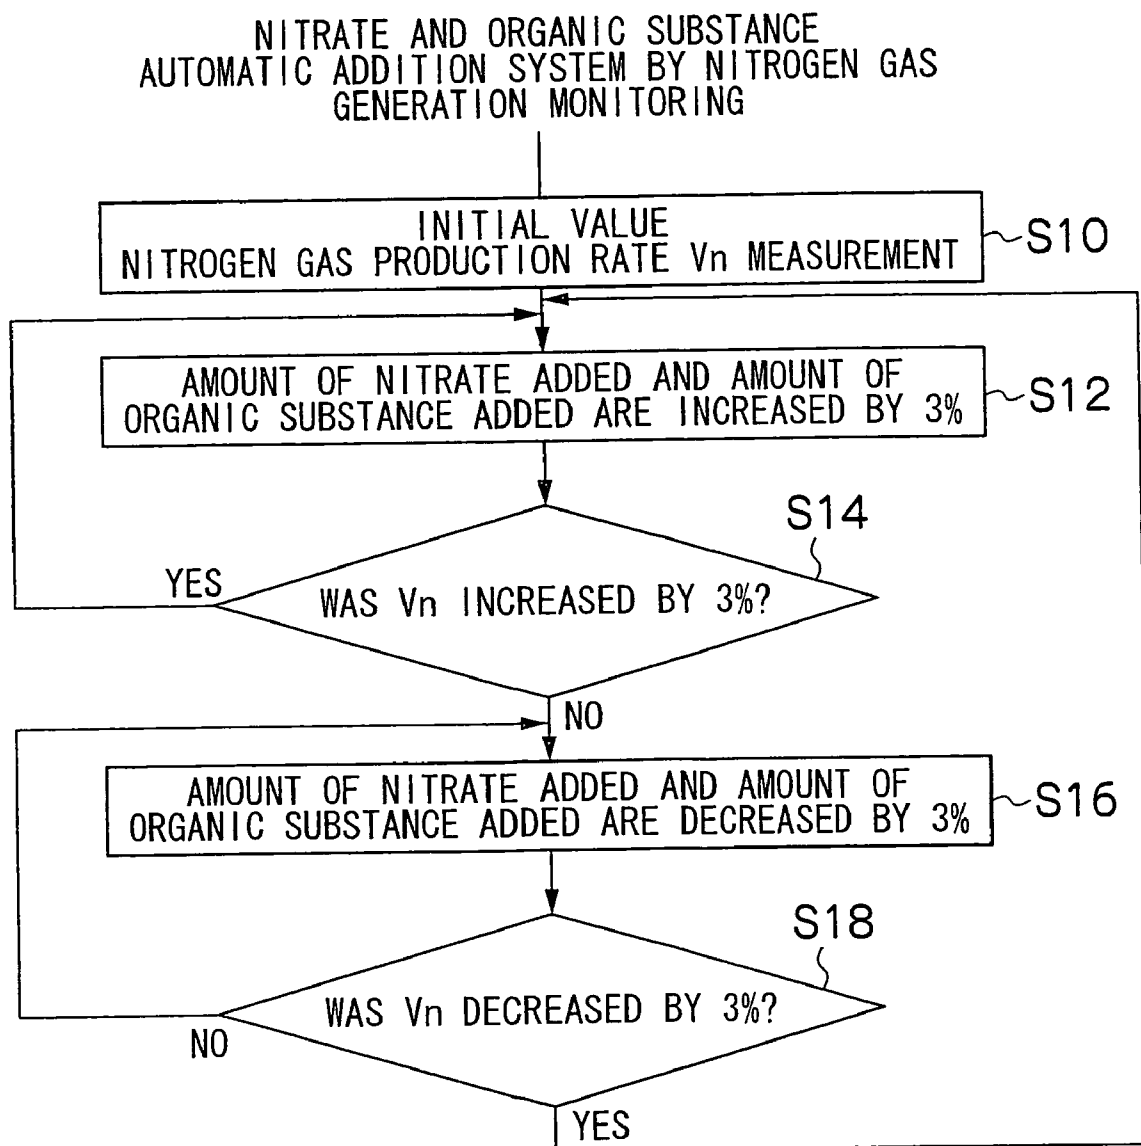 NITRATE AND ORGANIC SUBSTANCE
AUTOMATIC ADDITION SYSTEM BY NITROGEN GAS
GENERATION MONITORING
INITIAL VALUE
NITROGEN GAS PRODUCTION RATE Vn MEASUREMENT
S10
AMOUNT OF NITRATE ADDED AND AMOUNT OF
ORGANIC SUBSTANCE ADDED ARE INCREASED BY 3%
S12
S14
YES
WAS Vn INCREASED BY 3%?
NO
AMOUNT OF NITRATE ADDED AND AMOUNT OF
ORGANIC SUBSTANCE ADDED ARE DECREASED BY 3%
S16
S18
WAS Vn DECREASED BY 3%?
NO
YES